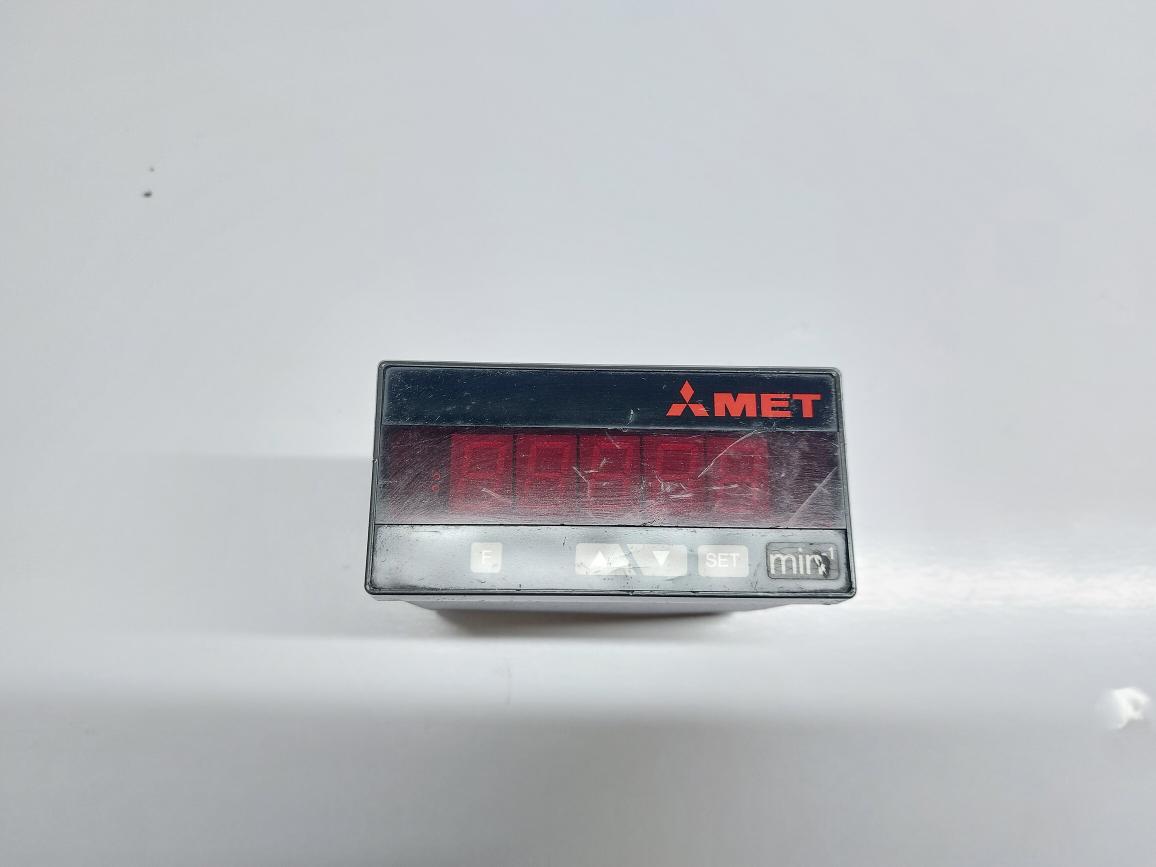 MET
F ▲ ▼ SET min⁻¹